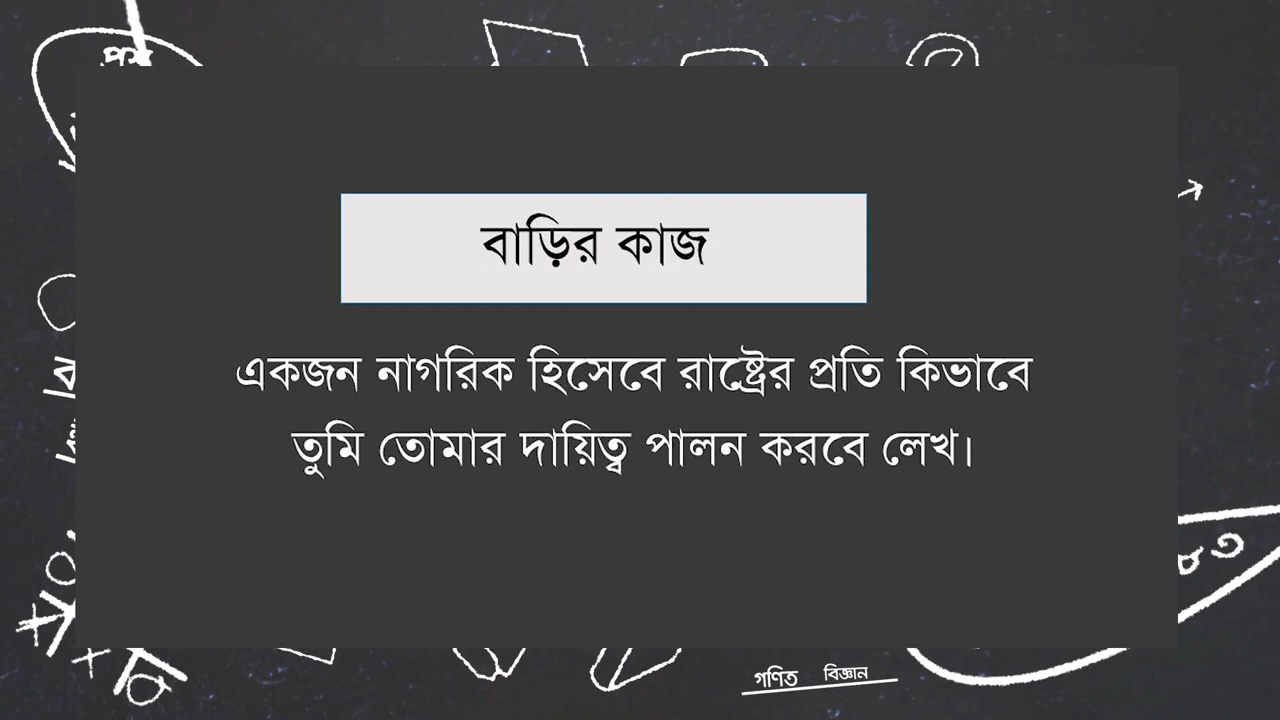 বাড়ির কাজ
একজন নাগরিক হিসেবে রাষ্ট্রের প্রতি কিভাবে
তুমি তোমার দায়িত্ব পালন করবে লেখ।
গণিত বিজ্ঞান